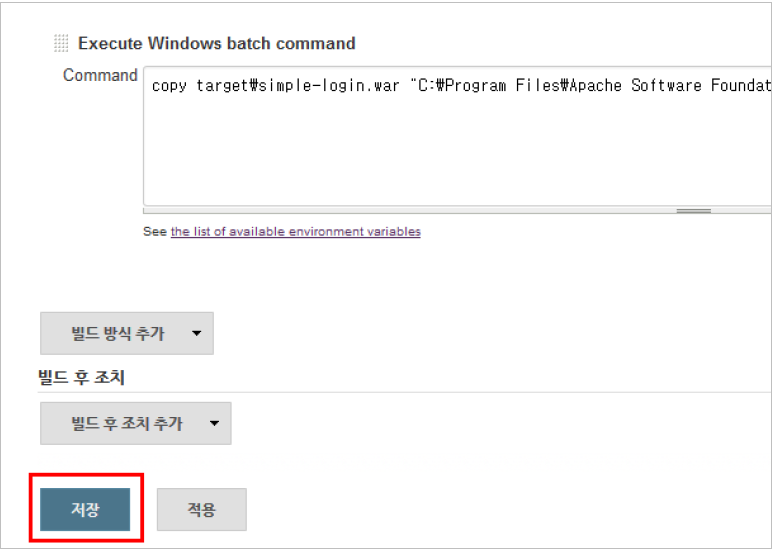 Execute Windows batch command
Command
copy target₩simple-login.war "C:₩Program Files₩Apache Software Foundat
See the list of available environment variables
빌드 방식 추가
빌드 후 조치
빌드 후 조치 추가
저장 적용